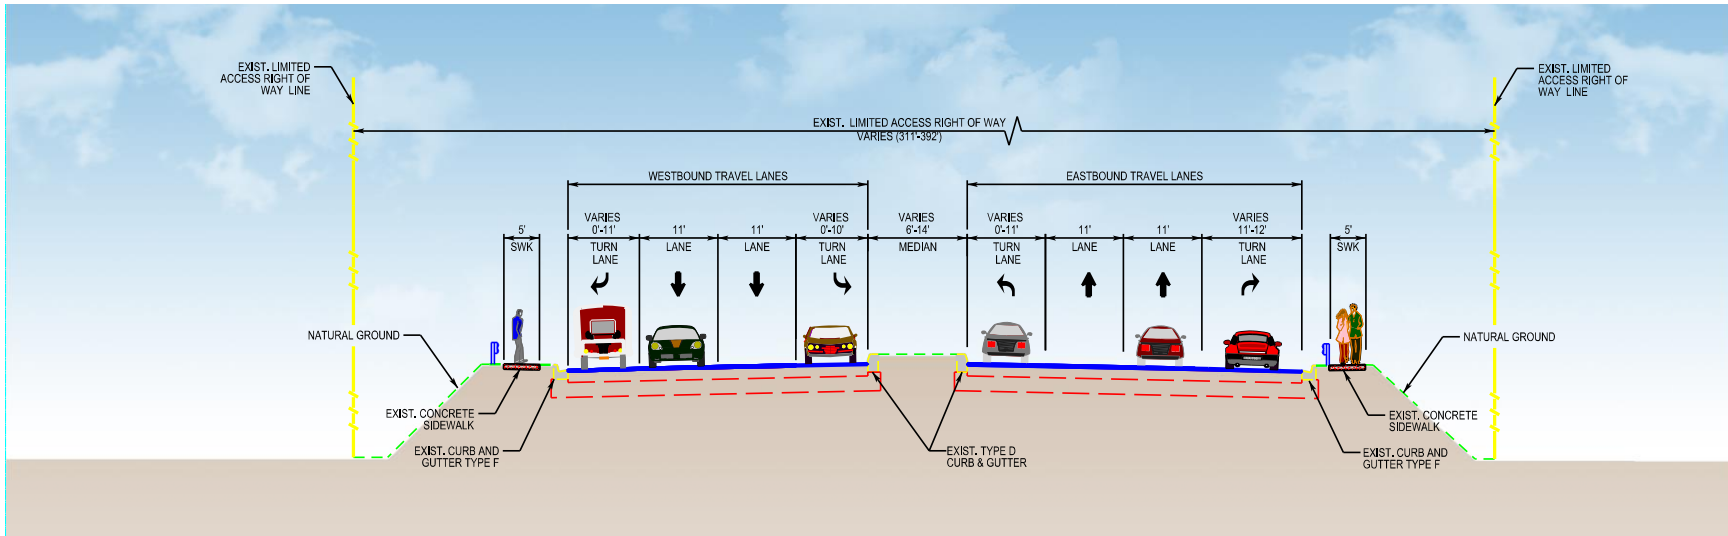 EXIST. LIMITED
ACCESS RIGHT OF
WAY LINE
EXIST. LIMITED
ACCESS RIGHT OF
WAY LINE
EXIST. LIMITED ACCESS RIGHT OF WAY
VARIES (311'-392')
WESTBOUND TRAVEL LANES
EASTBOUND TRAVEL LANES
5'
SWK
VARIES
0'-11'
TURN
LANE
11'
LANE
11'
LANE
VARIES
0'-10'
TURN
LANE
VARIES
6'-14'
MEDIAN
VARIES
0'-11'
TURN
LANE
11'
LANE
11'
LANE
VARIES
11'-12'
TURN
LANE
5'
SWK
NATURAL GROUND
NATURAL GROUND
EXIST. CONCRETE
SIDEWALK
EXIST. CONCRETE
SIDEWALK
EXIST. CURB AND
GUTTER TYPE F
EXIST. TYPE D
CURB & GUTTER
EXIST. CURB AND
GUTTER TYPE F